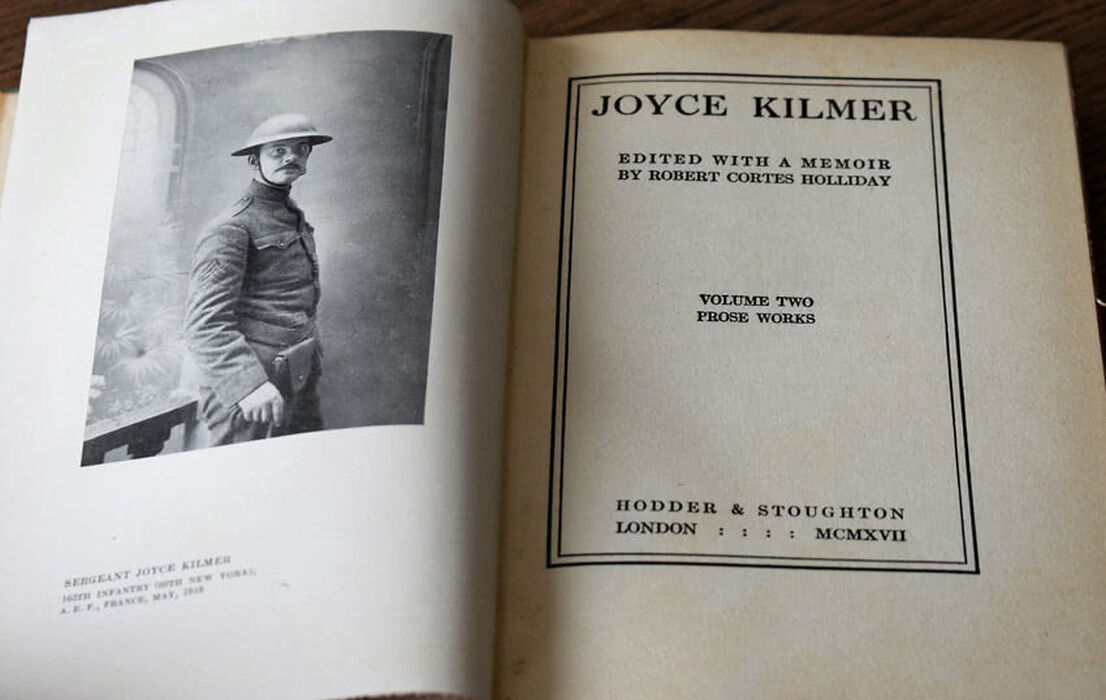 SERGEANT JOYCE KILMER
165TH INFANTRY (69TH NEW YORK),
A. E. F., FRANCE, MAY, 1918
JOYCE KILMER
EDITED WITH A MEMOIR
BY ROBERT CORTES HOLLIDAY
VOLUME TWO
PROSE WORKS
HODDER & STOUGHTON
LONDON : : : : MCMXVII